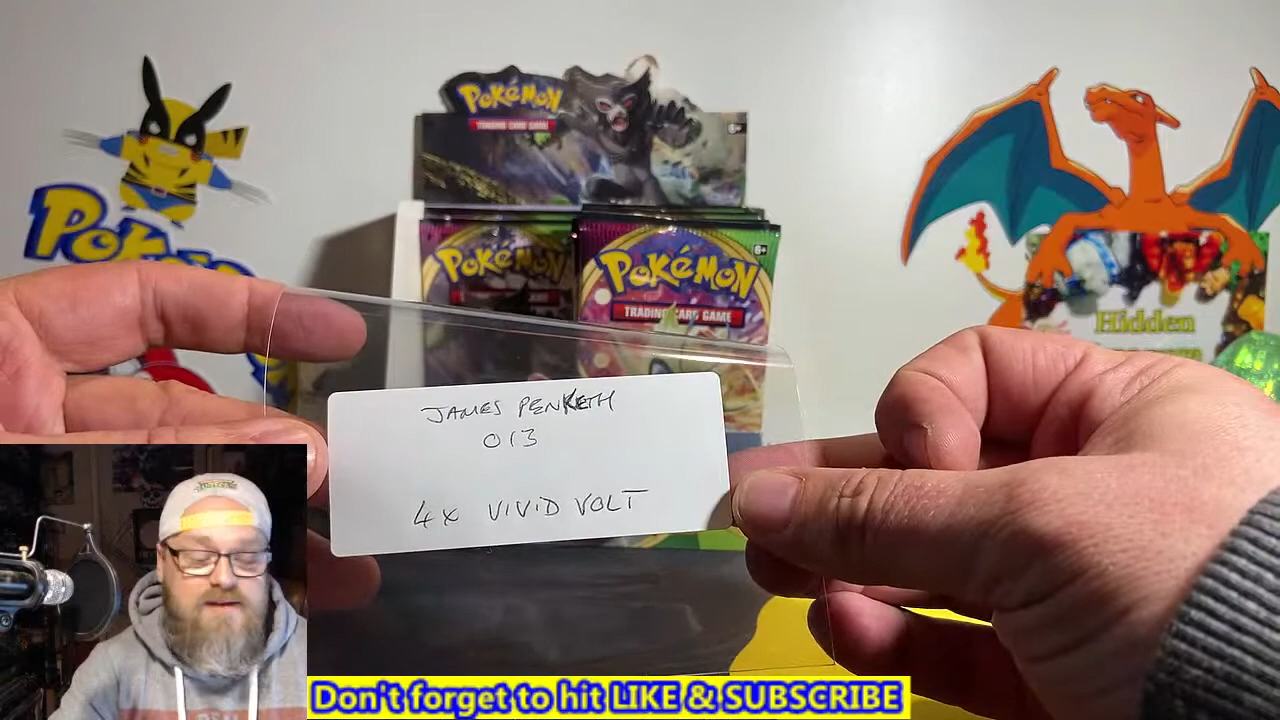 Pokémon
TRADING CARD GAME
Pokémon
Pokémon
Pokémon
TRADING CARD GAME
Hidden
JAMES PENKETH
013
4x VIVID VOLT
Don't forget to hit LIKE & SUBSCRIBE